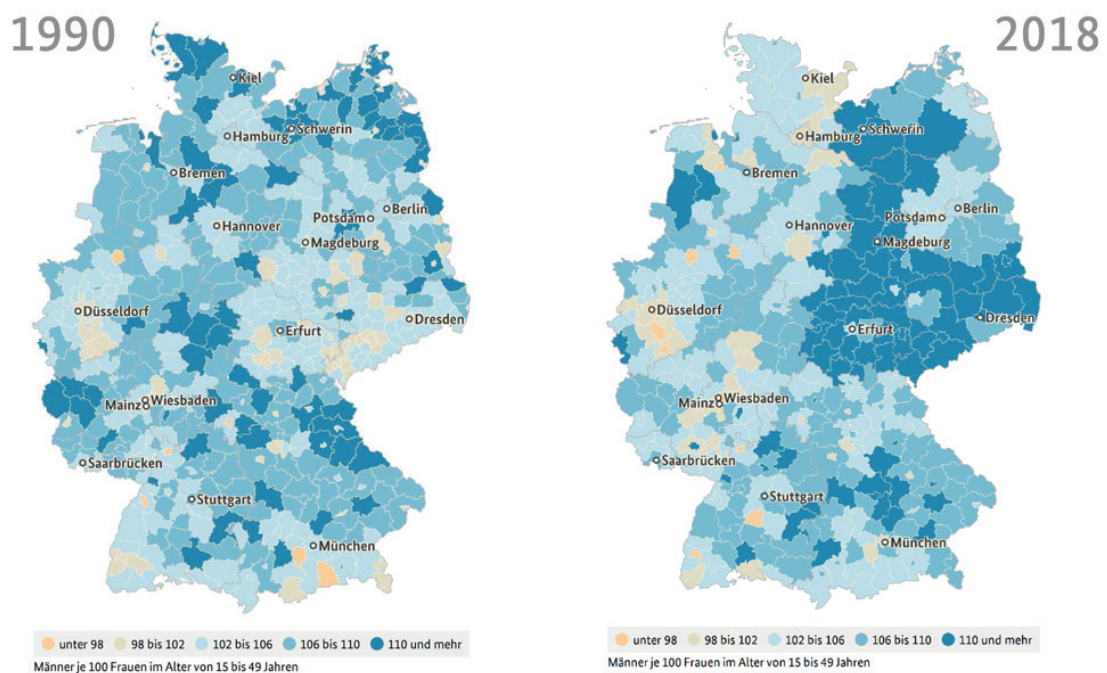 1990
Kiel
Hamburg
Schwerin
Bremen
Berlin
Potsdam
Hannover
Magdeburg
Düsseldorf
Erfurt
Dresden
Wiesbaden
Mainz
Saarbrücken
Stuttgart
München
unter 98 98 bis 102 102 bis 106 106 bis 110 110 und mehr
Männer je 100 Frauen im Alter von 15 bis 49 Jahren
2018
Kiel
Schwerin
Hamburg
Bremen
Berlin
Potsdam
Hannover
Magdeburg
Düsseldorf
Dresden
Erfurt
Wiesbaden
Mainz
Saarbrücken
Stuttgart
München
unter 98 98 bis 102 102 bis 106 106 bis 110 110 und mehr
Männer je 100 Frauen im Alter von 15 bis 49 Jahren